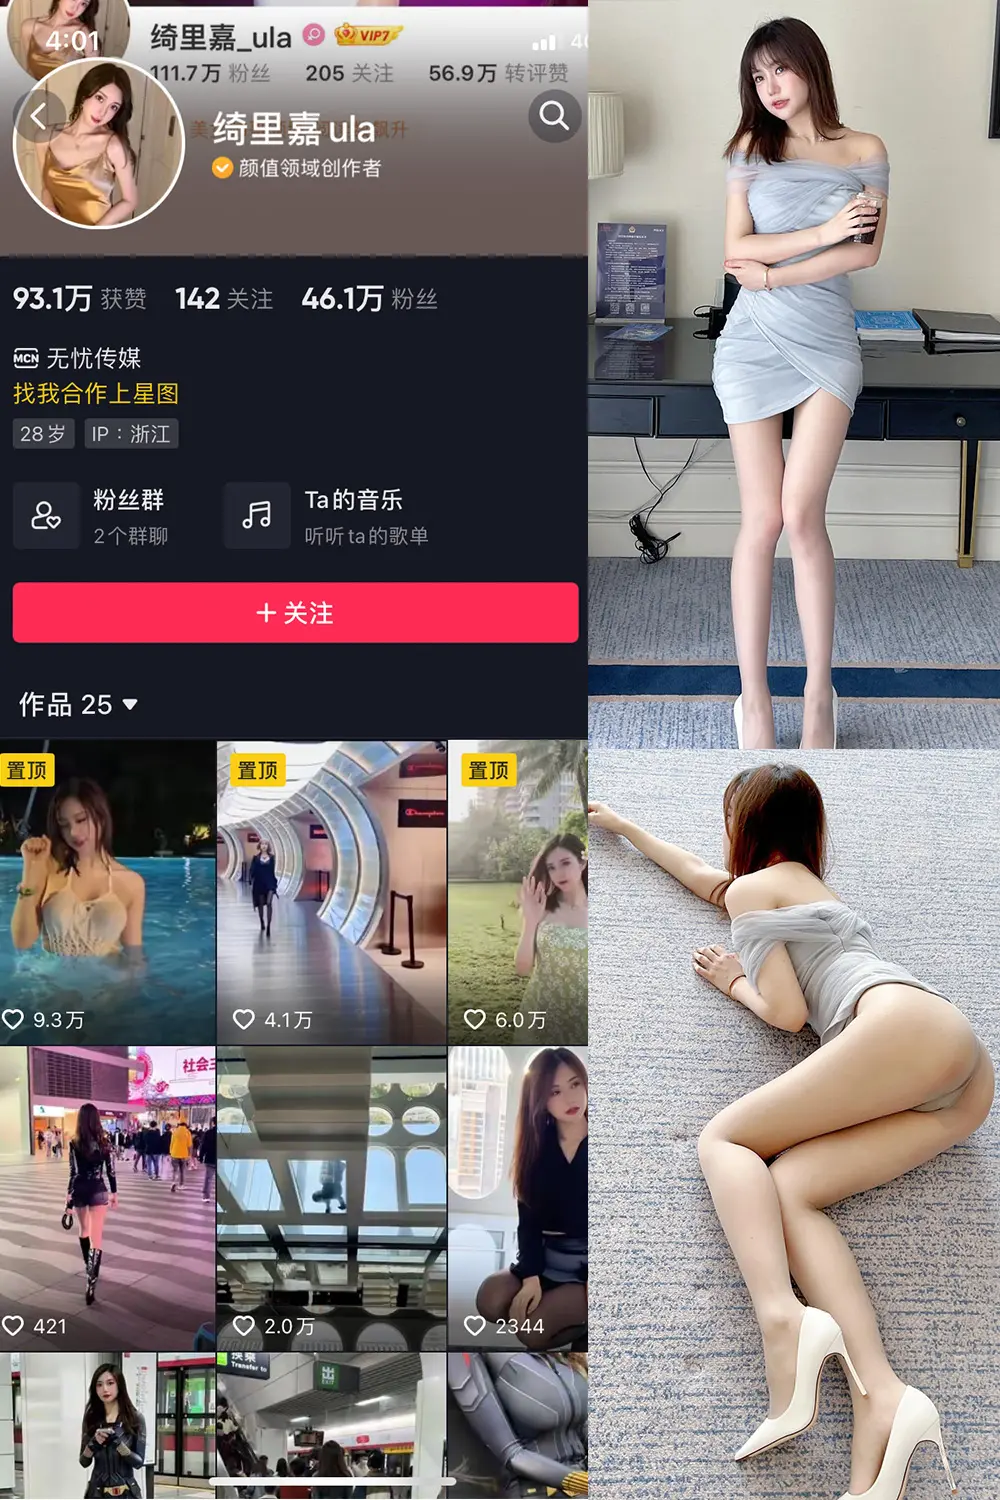 4:01
绮里嘉_ula
VIP7
111.7万 粉丝 205 关注 56.9万 转评赞
绮里嘉ula
颜值领域创作者
93.1万 获赞 142 关注 46.1万 粉丝
MCN 无忧传媒
找我合作上星图
28岁 IP：浙江
粉丝群
2个群聊
Ta的音乐
听听ta的歌单
+ 关注
作品 25
置顶 置顶 置顶
Champion
9.3万 4.1万 6.0万
社会主
421 2.0万 2344
换乘
Transfer to
出
EXIT